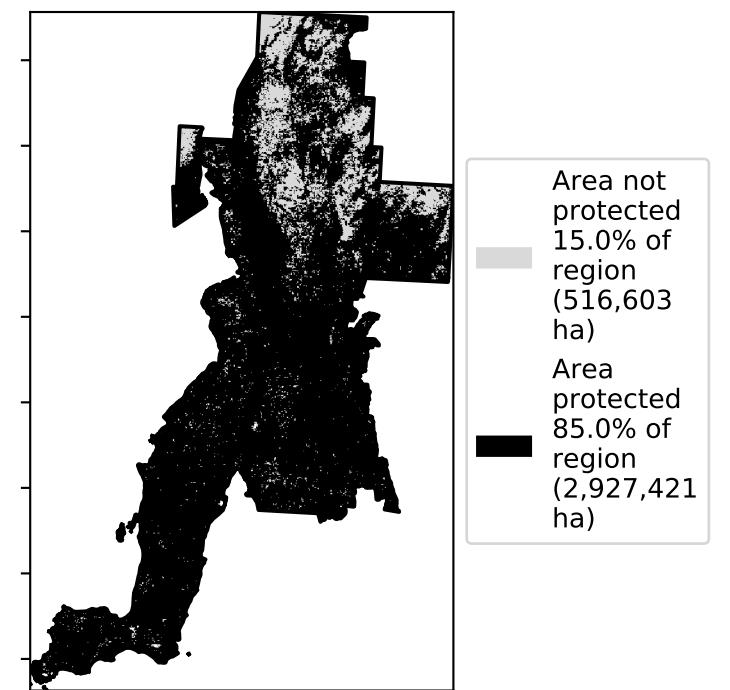 Area not
protected
15.0% of
region
(516,603
ha)
Area
protected
85.0% of
region
(2,927,421
ha)